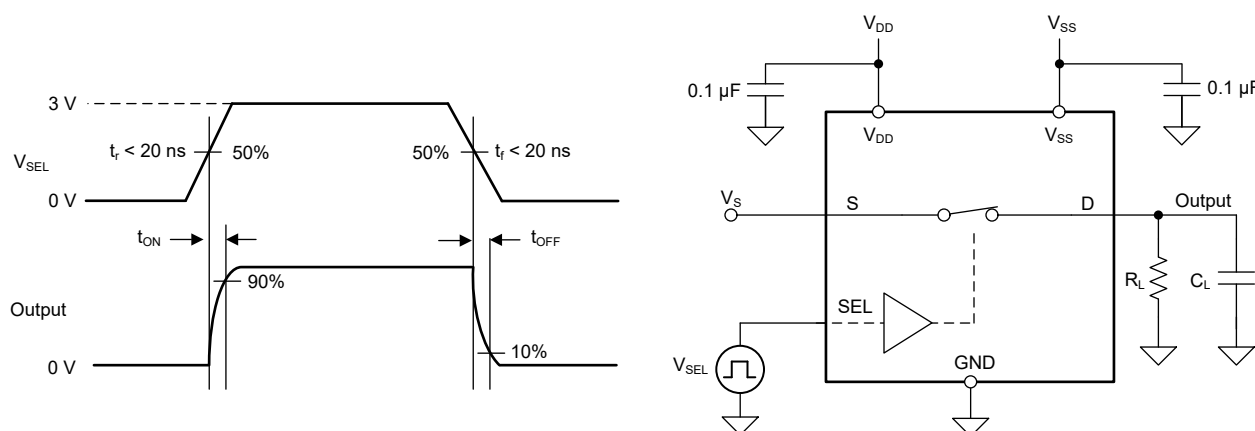 3 V
V_SEL
0 V
t_r < 20 ns
50%
50%
t_f < 20 ns
t_ON
t_OFF
90%
Output
10%
0 V
V_DD
V_SS
0.1 µF
0.1 µF
V_DD
V_SS
V_S
S
D
Output
R_L
C_L
SEL
V_SEL
GND